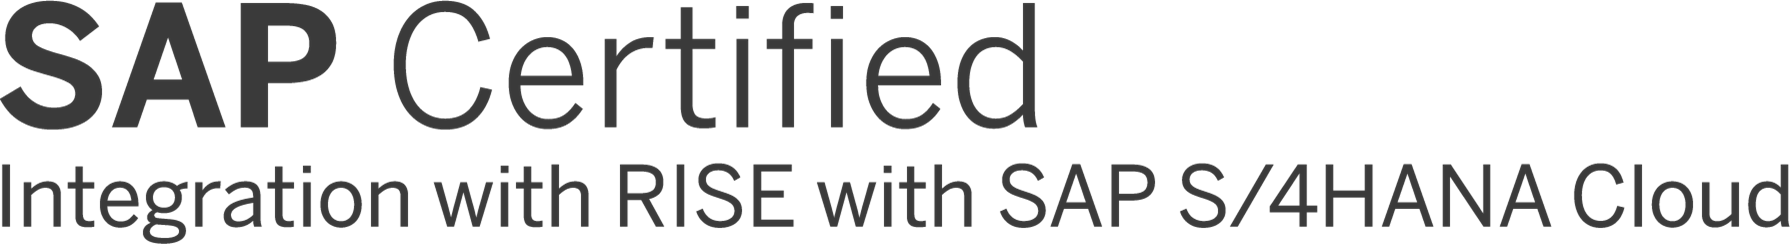 SAP Certified
Integration with RISE with SAP S/4HANA Cloud